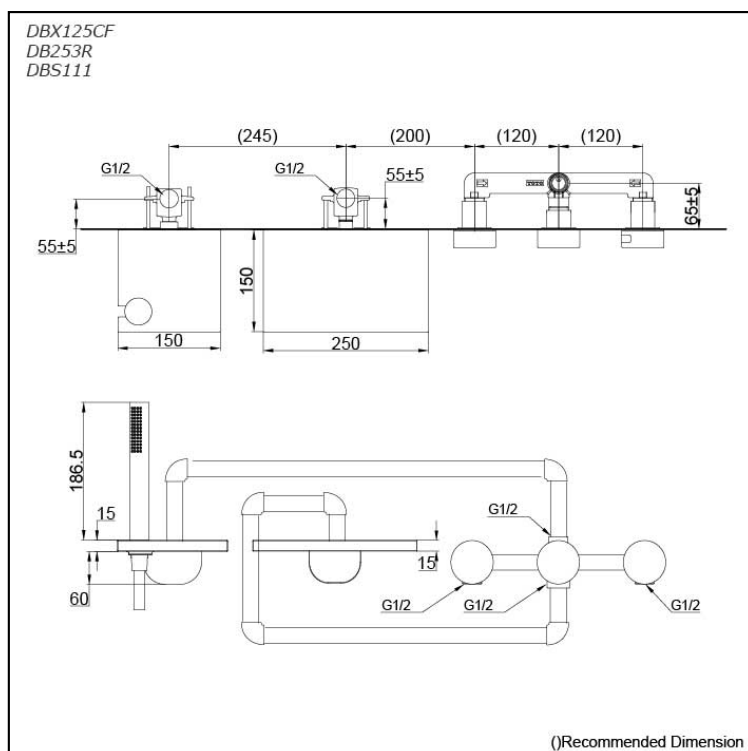 DBX125CF
DB253R
DBS111
(245)
(200)
(120)
(120)
G1/2
G1/2
55±5
65±5
55±5
150
150
250
186.5
15
G1/2
15
60
G1/2
G1/2
G1/2
()Recommended Dimension